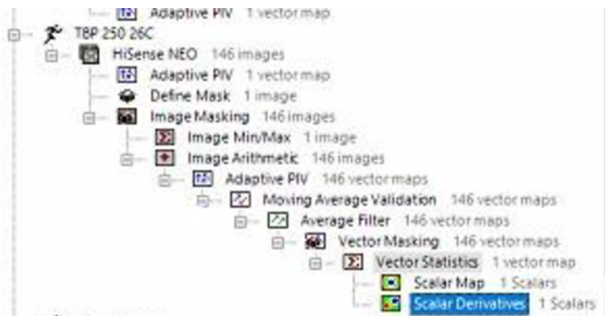 Adaptive PIV 1 vector map
TBP 250 26C
HiSense NEO 146 images
Adaptive PIV 1 vector map
Define Mask 1 image
Image Masking 146 images
Image Min/Max 1 image
Image Arithmetic 146 images
Adaptive PIV 146 vector maps
Moving Average Validation 146 vector maps
Average Filter 146 vector maps
Vector Masking 146 vector maps
Vector Statistics 1 vector map
Scalar Map 1 Scalars
Scalar Derivatives 1 Scalars